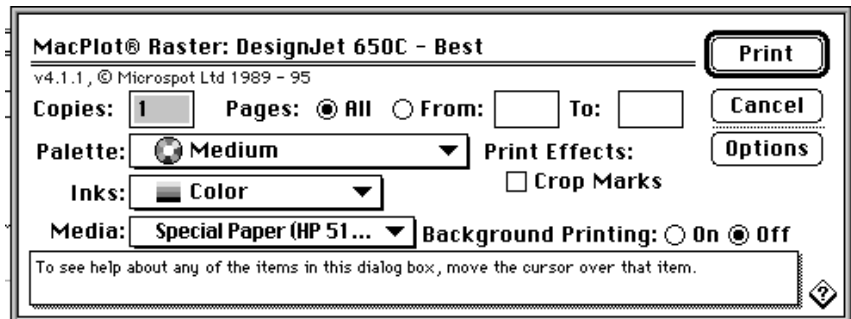 MacPlot® Raster: DesignJet 650C - Best
Print
v4.1.1, © Microspot Ltd 1989 - 95
Copies: 1 Pages: All From: To:
Cancel
Palette: Medium Print Effects:
Options
Inks: Color Crop Marks
Media: Special Paper (HP 51... Background Printing: On Off
To see help about any of the items in this dialog box, move the cursor over that item.
?